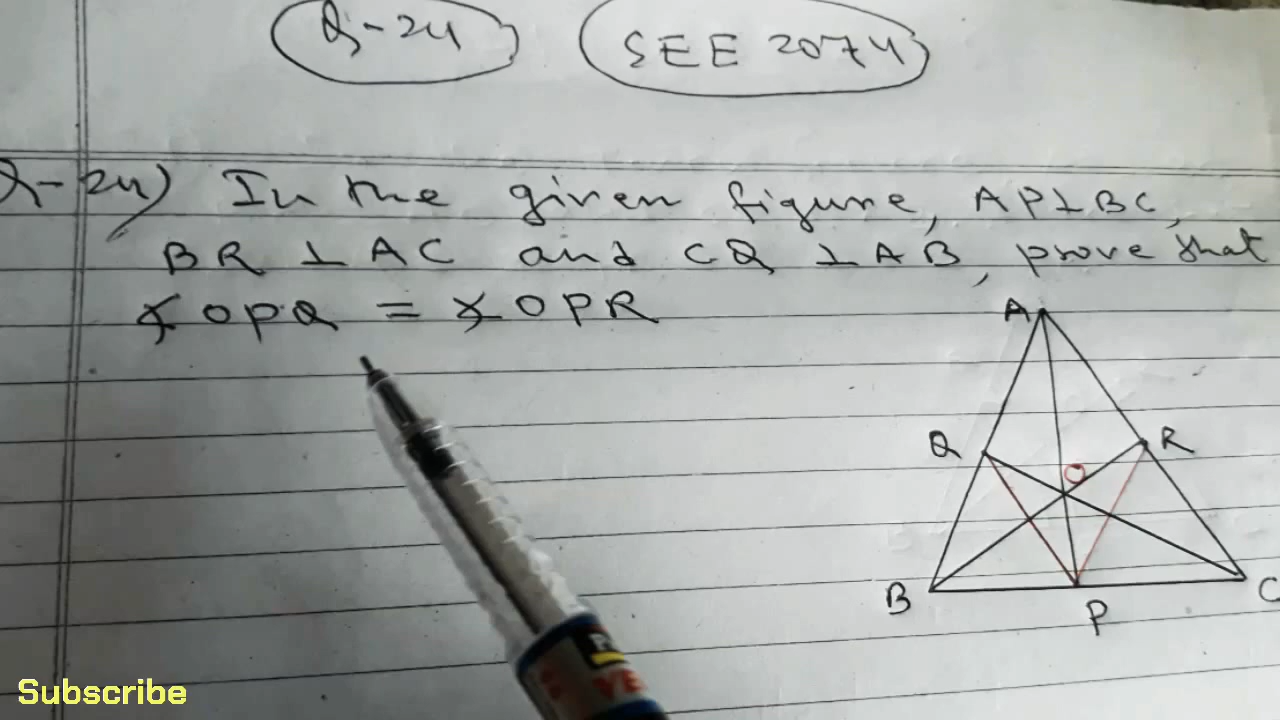 Q-24
SEE 2074
Q-24) In the given figure, AP⊥BC,
BR ⊥ AC and CQ ⊥ AB, prove that
∡OPQ = ∡OPR
A
Q
R
O
B
P
C
Subscribe